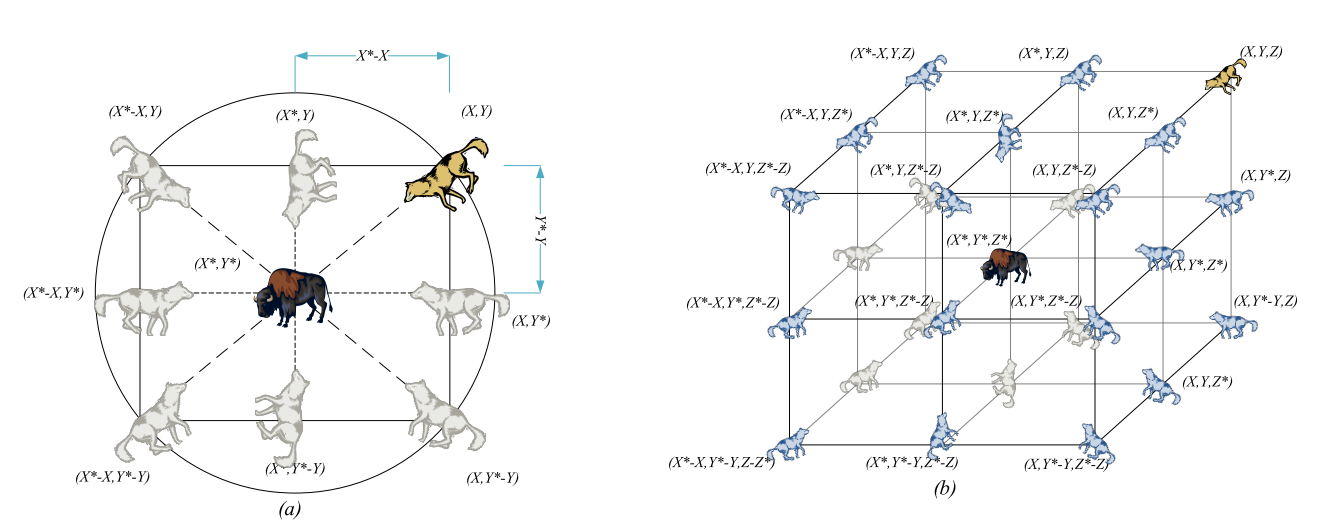 X*-X
(X*-X,Y)
(X*,Y)
(X,Y)
Y*-Y
(X*,Y*)
(X*-X,Y*)
(X,Y*)
(X*-X,Y*-Y)
(X*,Y*-Y)
(X,Y*-Y)
(a)
(X*-X,Y,Z)
(X*,Y,Z)
(X,Y,Z)
(X*-X,Y,Z*)
(X*,Y,Z*)
(X,Y,Z*)
(X*-X,Y,Z*-Z)
(X*,Y,Z*-Z)
(X,Y,Z*-Z)
(X,Y*,Z)
(X*,Y*,Z*)
(X,Y*,Z*)
(X*-X,Y*,Z*-Z)
(X*,Y*,Z*-Z)
(X,Y*,Z*-Z)
(X,Y*-Y,Z)
(X,Y,Z*)
(X*-X,Y*-Y,Z-Z*)
(X*,Y*-Y,Z*-Z)
(X,Y*-Y,Z*-Z)
(b)